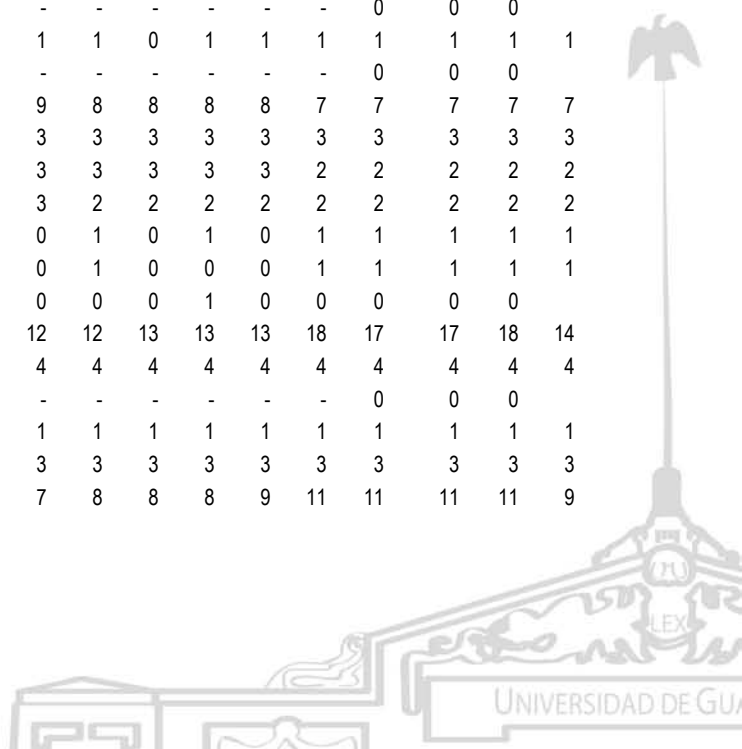 - - - - - - 0 0 0
1 1 0 1 1 1 1 1 1 1
- - - - - - 0 0 0
9 8 8 8 8 7 7 7 7 7
3 3 3 3 3 3 3 3 3 3
3 3 3 3 3 2 2 2 2 2
3 2 2 2 2 2 2 2 2 2
0 1 0 1 0 1 1 1 1 1
0 1 0 0 0 1 1 1 1 1
0 0 0 1 0 0 0 0 0
12 12 13 13 13 18 17 17 18 14
4 4 4 4 4 4 4 4 4 4
- - - - - - 0 0 0
1 1 1 1 1 1 1 1 1 1
3 3 3 3 3 3 3 3 3 3
7 8 8 8 9 11 11 11 11 9
LEX
UNIVERSIDAD DE GUA